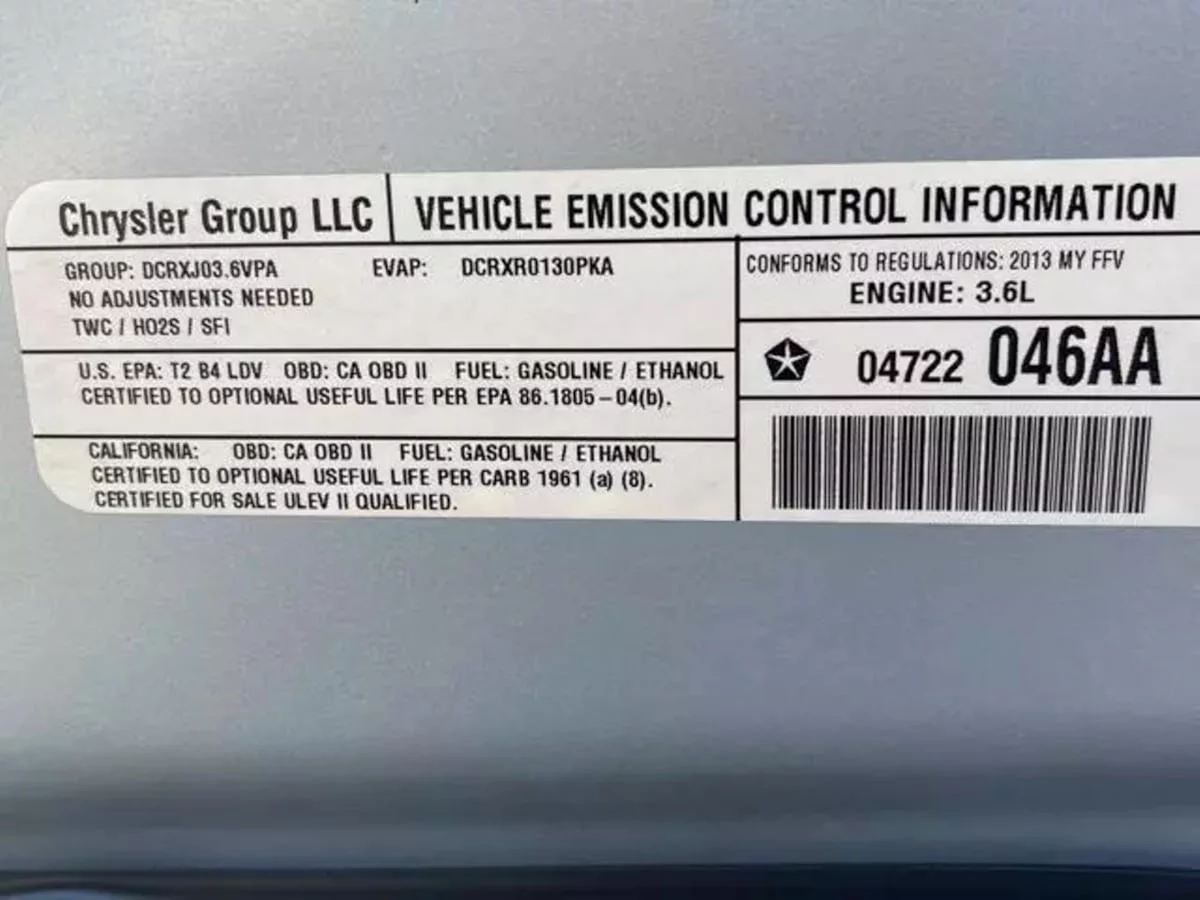 Chrysler Group LLC VEHICLE EMISSION CONTROL INFORMATION
GROUP: DCRXJ03.6VPA EVAP: DCRXR0130PKA
NO ADJUSTMENTS NEEDED
TWC / HO2S / SFI
CONFORMS TO REGULATIONS: 2013 MY FFV
ENGINE: 3.6L
04722 046AA
U.S. EPA: T2 B4 LDV OBD: CA OBD II FUEL: GASOLINE / ETHANOL
CERTIFIED TO OPTIONAL USEFUL LIFE PER EPA 86.1805–04(b).
CALIFORNIA: OBD: CA OBD II FUEL: GASOLINE / ETHANOL
CERTIFIED TO OPTIONAL USEFUL LIFE PER CARB 1961 (a) (8).
CERTIFIED FOR SALE ULEV II QUALIFIED.